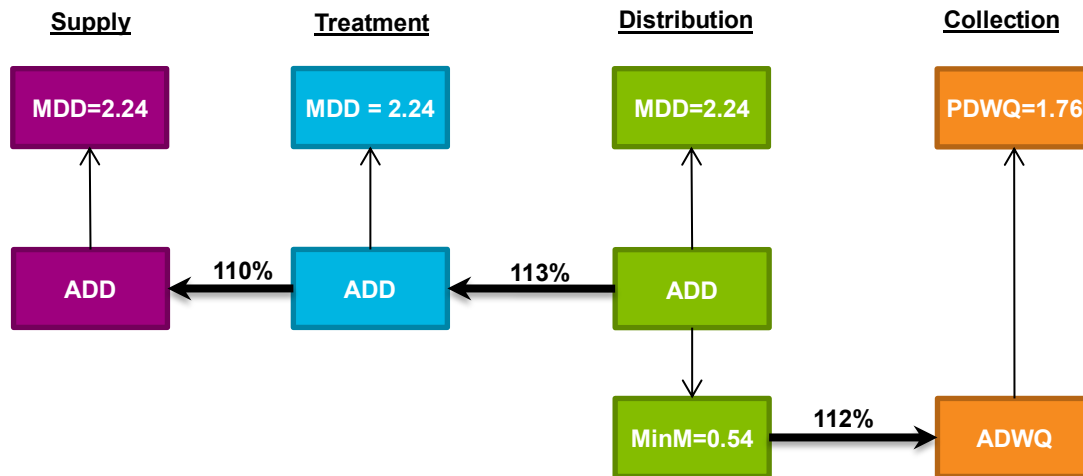 Supply
Treatment
Distribution
Collection
MDD=2.24
MDD = 2.24
MDD=2.24
PDWQ=1.76
ADD
110%
ADD
113%
ADD
MinM=0.54
112%
ADWQ